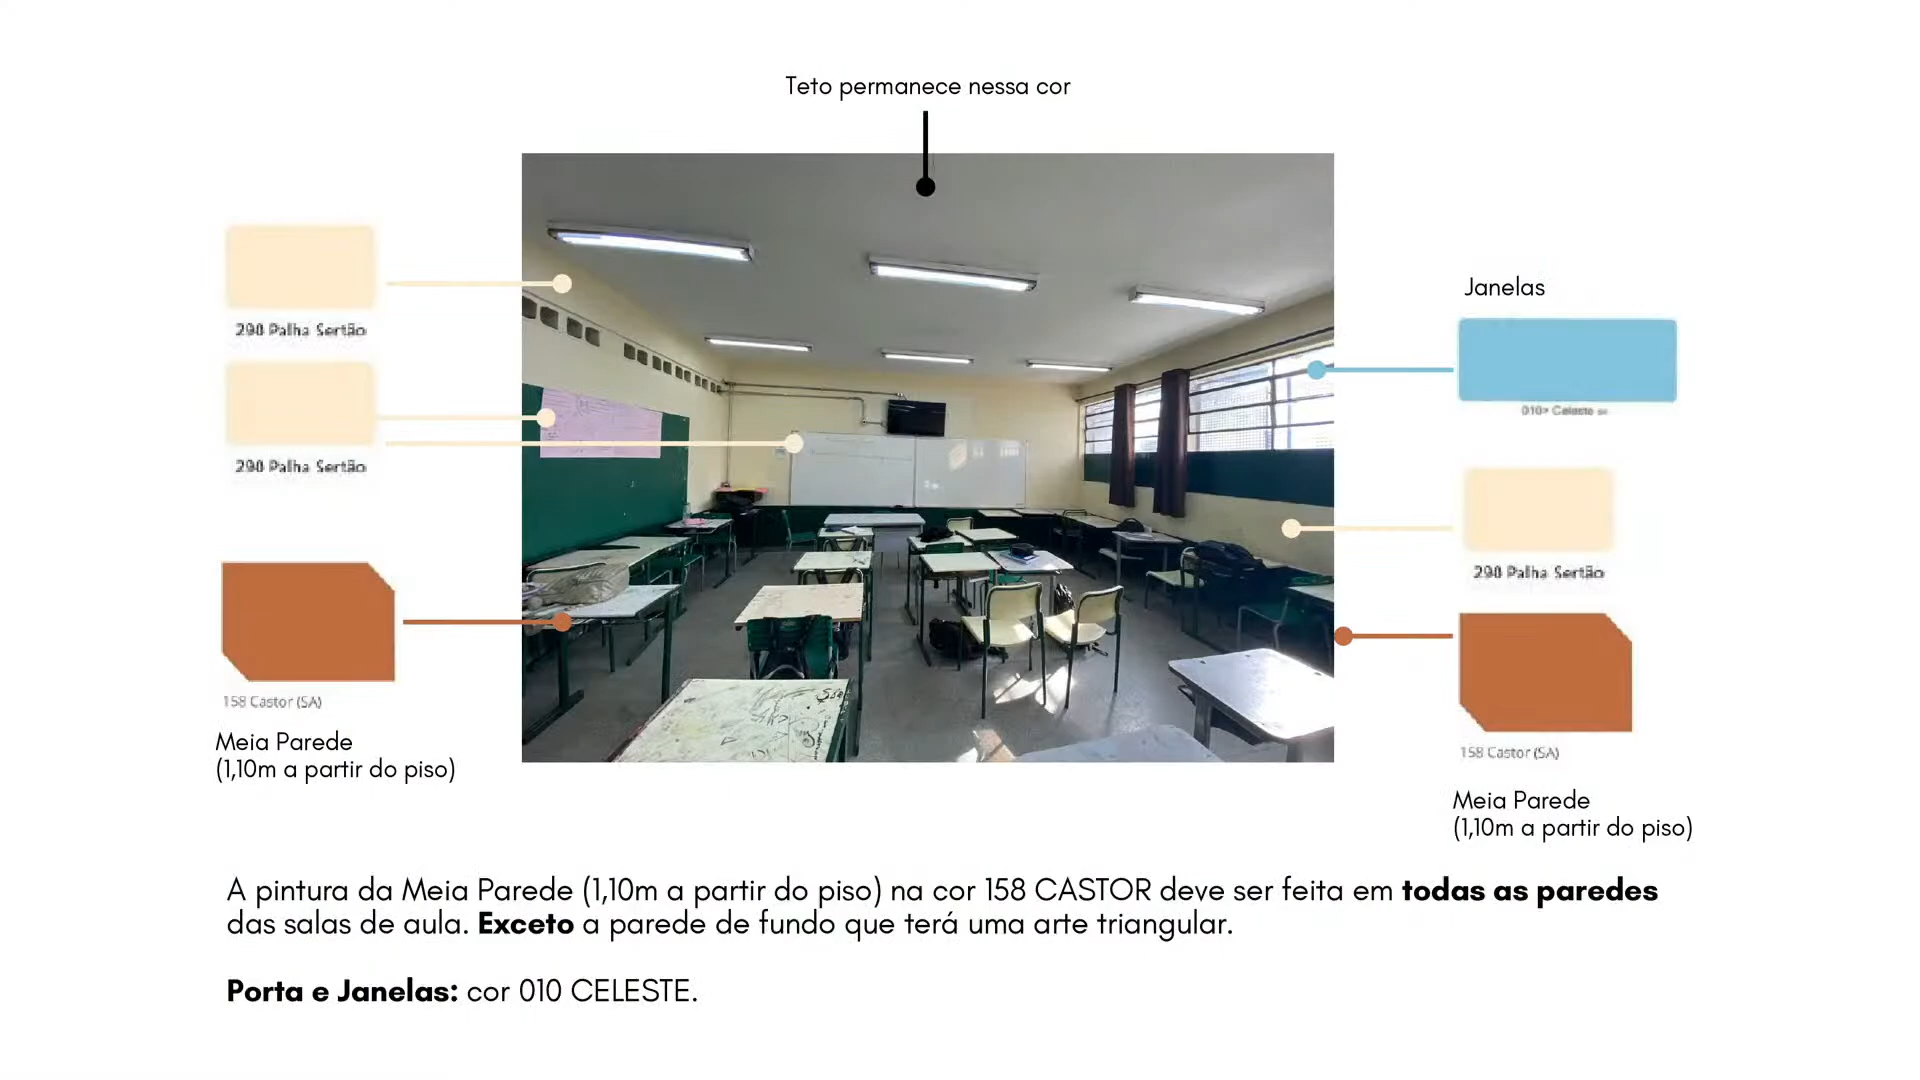 Teto permanece nessa cor
290 Palha Sertão
290 Palha Sertão
158 Castor (SA)
Meia Parede
(1,10m a partir do piso)
Janelas
010* Celeste
290 Palha Sertão
158 Castor (SA)
Meia Parede
(1,10m a partir do piso)
A pintura da Meia Parede (1,10m a partir do piso) na cor 158 CASTOR deve ser feita em todas as paredes
das salas de aula. Exceto a parede de fundo que terá uma arte triangular.
Porta e Janelas: cor 010 CELESTE.